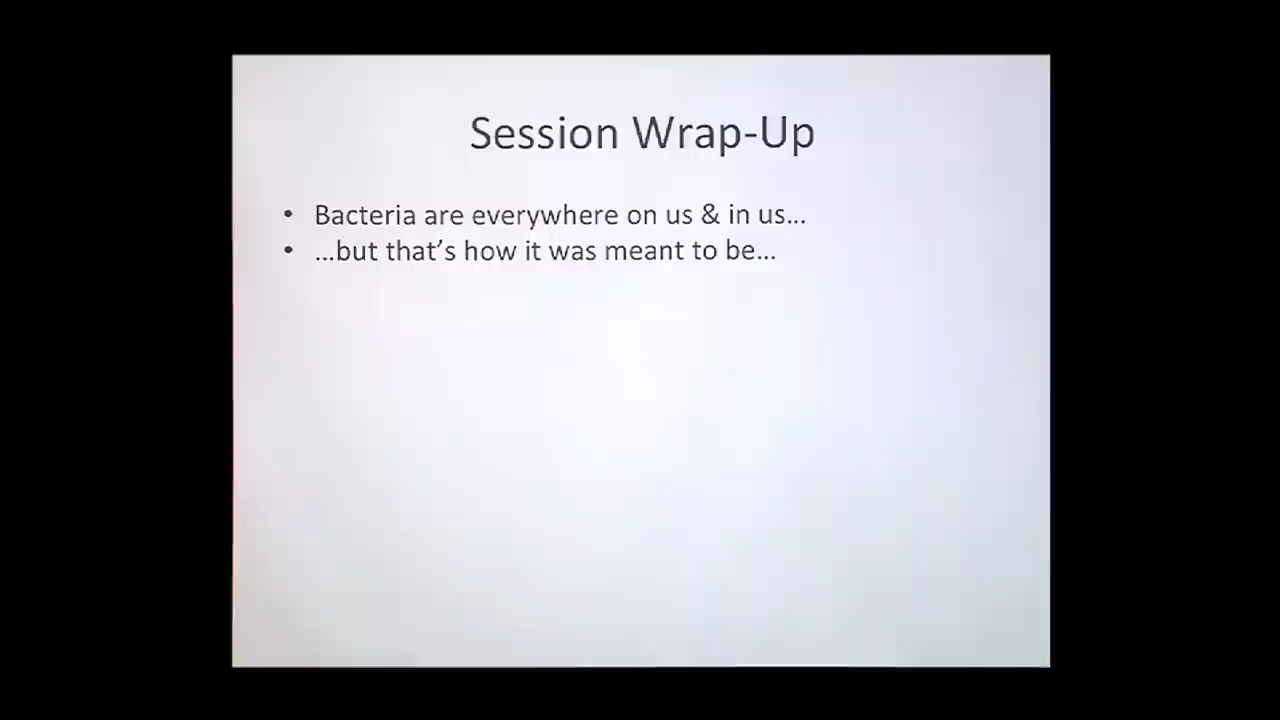 Session Wrap-Up
• Bacteria are everywhere on us & in us…
• …but that’s how it was meant to be…